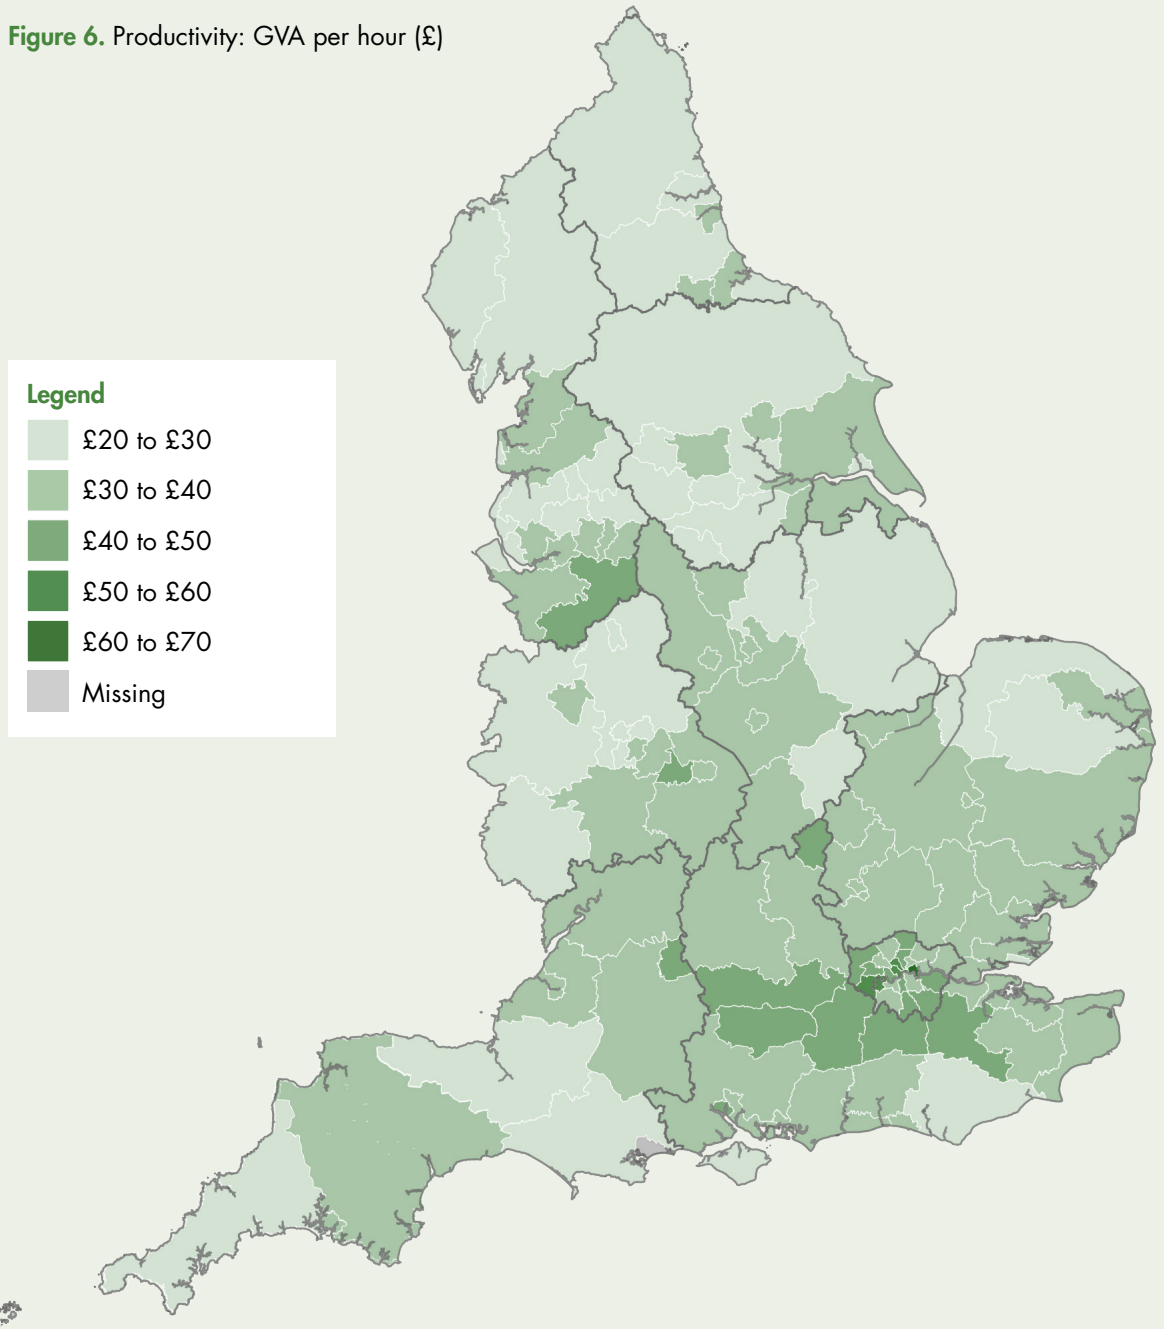 Figure 6. Productivity: GVA per hour (£)
Legend
£20 to £30
£30 to £40
£40 to £50
£50 to £60
£60 to £70
Missing